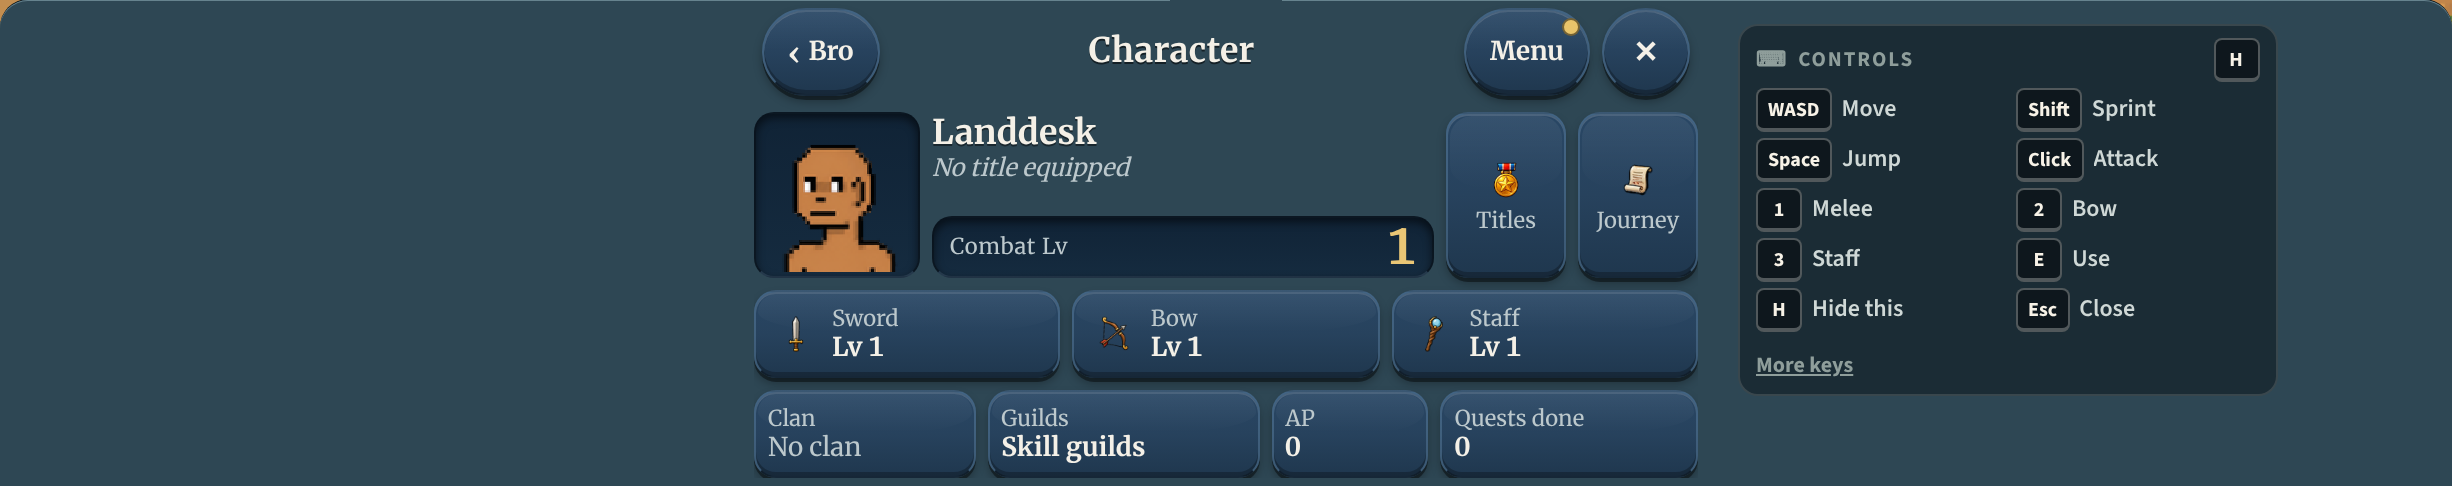 ‹ Bro
Character
Menu
×
Landdesk
No title equipped
Combat Lv 1
Titles
Journey
Sword
Lv 1
Bow
Lv 1
Staff
Lv 1
Clan
No clan
Guilds
Skill guilds
AP
0
Quests done
0
CONTROLS H
WASD Move
Shift Sprint
Space Jump
Click Attack
1 Melee
2 Bow
3 Staff
E Use
H Hide this
Esc Close
More keys